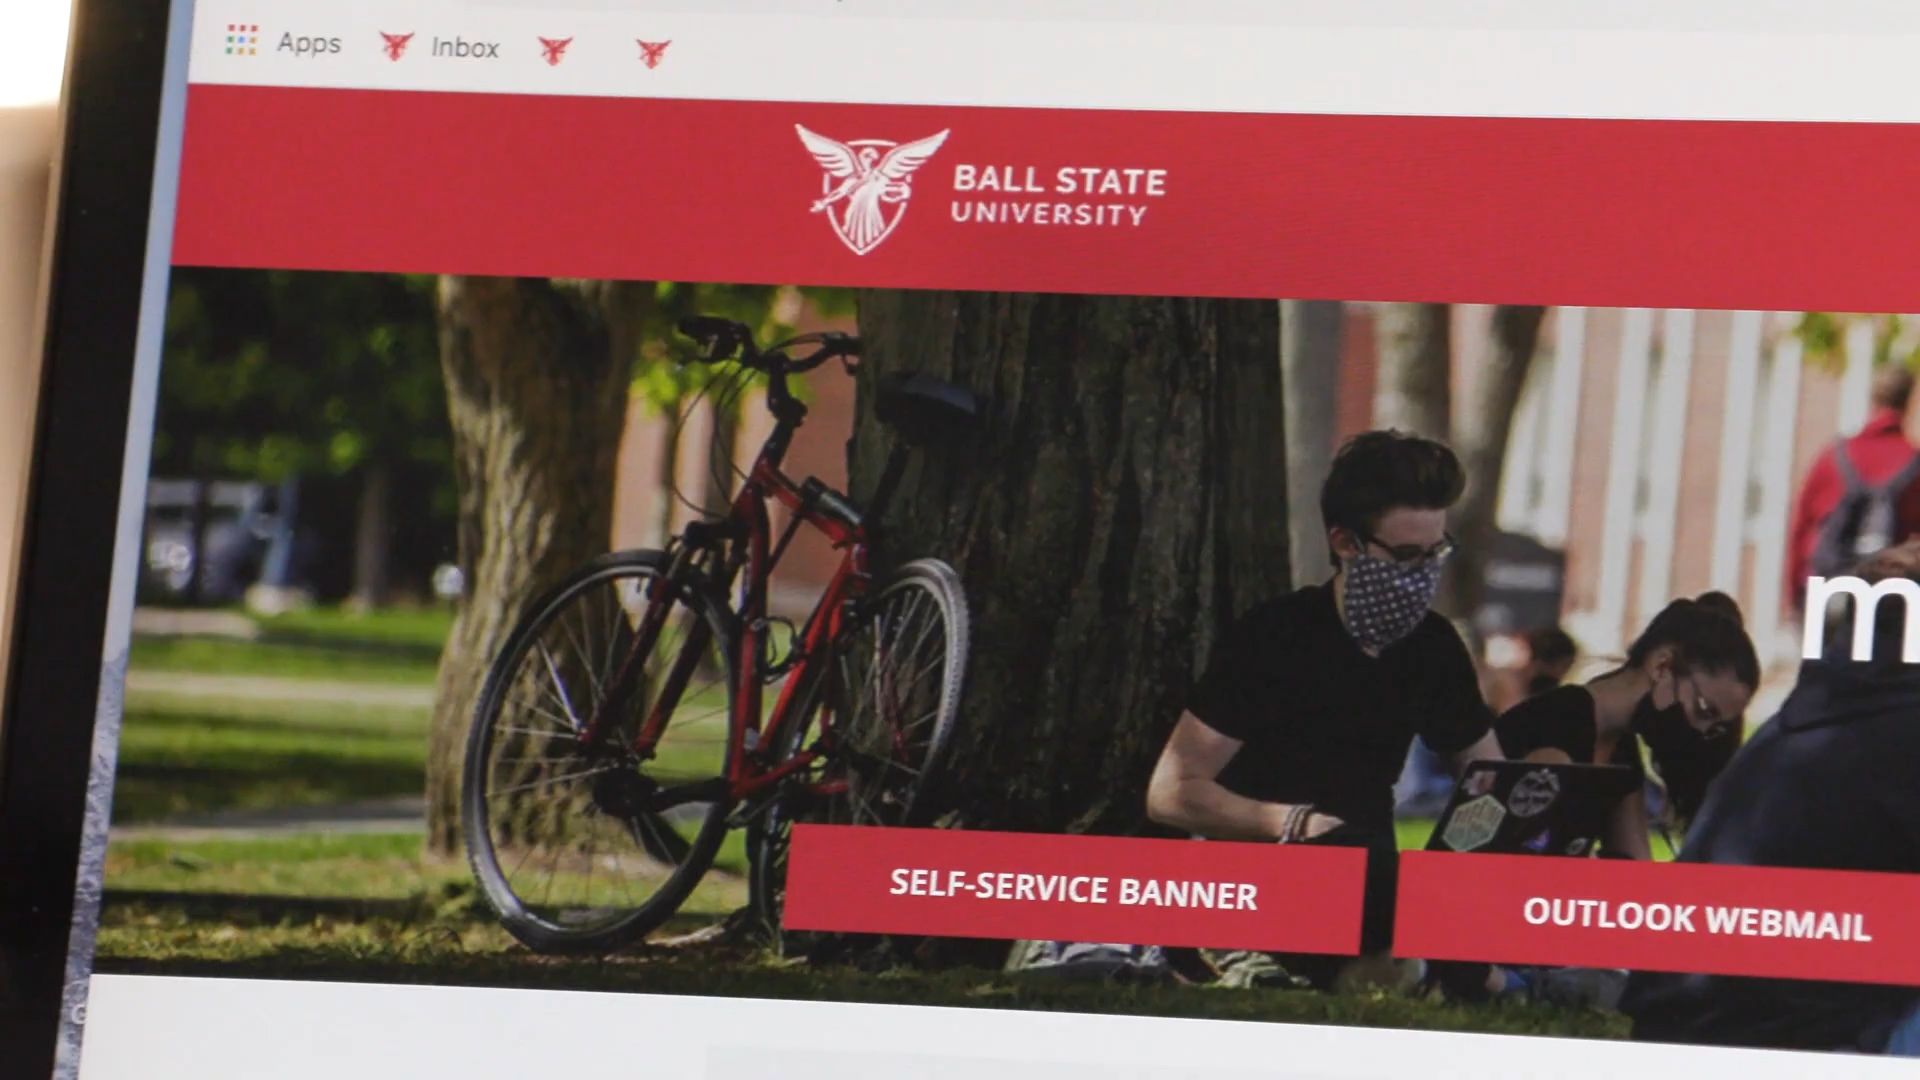 Apps
Inbox
BALL STATE
UNIVERSITY
m
SELF-SERVICE BANNER
OUTLOOK WEBMAIL